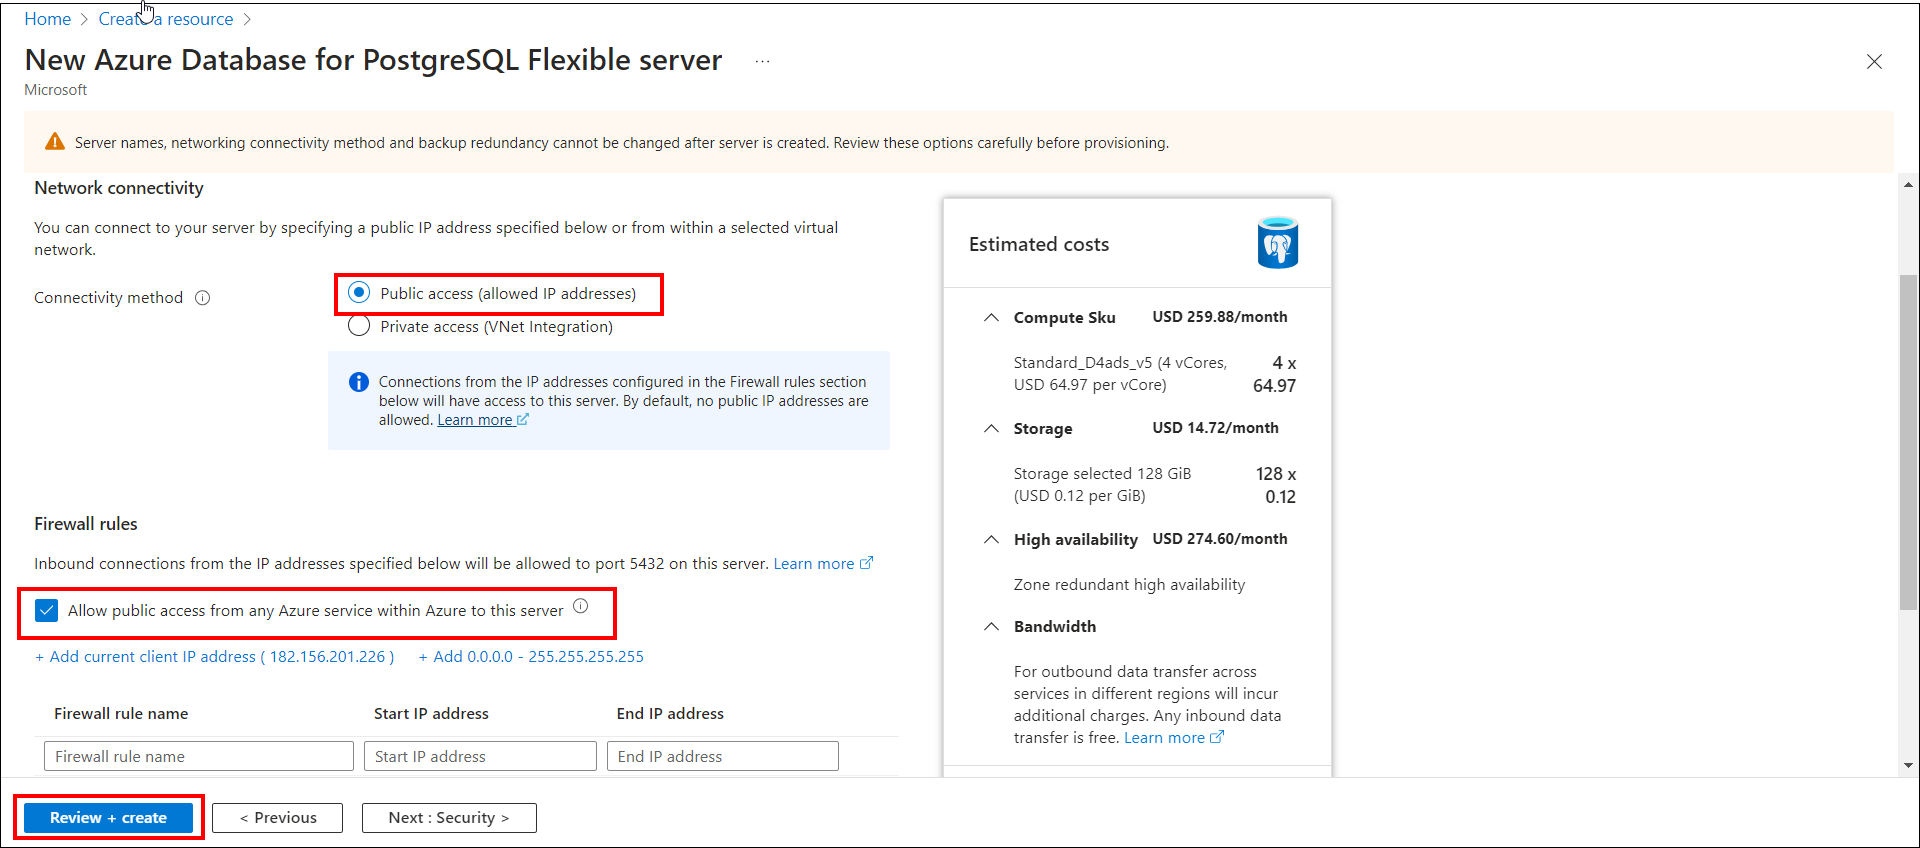 Home > Create a resource >
New Azure Database for PostgreSQL Flexible server ...
Microsoft
Server names, networking connectivity method and backup redundancy cannot be changed after server is created. Review these options carefully before provisioning.
Network connectivity
You can connect to your server by specifying a public IP address specified below or from within a selected virtual
network.
Connectivity method
Public access (allowed IP addresses)
Private access (VNet Integration)
Connections from the IP addresses configured in the Firewall rules section
below will have access to this server. By default, no public IP addresses are
allowed. Learn more
Firewall rules
Inbound connections from the IP addresses specified below will be allowed to port 5432 on this server. Learn more
Allow public access from any Azure service within Azure to this server
+ Add current client IP address ( 182.156.201.226 ) + Add 0.0.0.0 - 255.255.255.255
Firewall rule name Start IP address End IP address
Firewall rule name Start IP address End IP address
Estimated costs
Compute Sku USD 259.88/month
Standard_D4ads_v5 (4 vCores, 4 x
USD 64.97 per vCore) 64.97
Storage USD 14.72/month
Storage selected 128 GiB 128 x
(USD 0.12 per GiB) 0.12
High availability USD 274.60/month
Zone redundant high availability
Bandwidth
For outbound data transfer across
services in different regions will incur
additional charges. Any inbound data
transfer is free. Learn more
Review + create < Previous Next : Security >